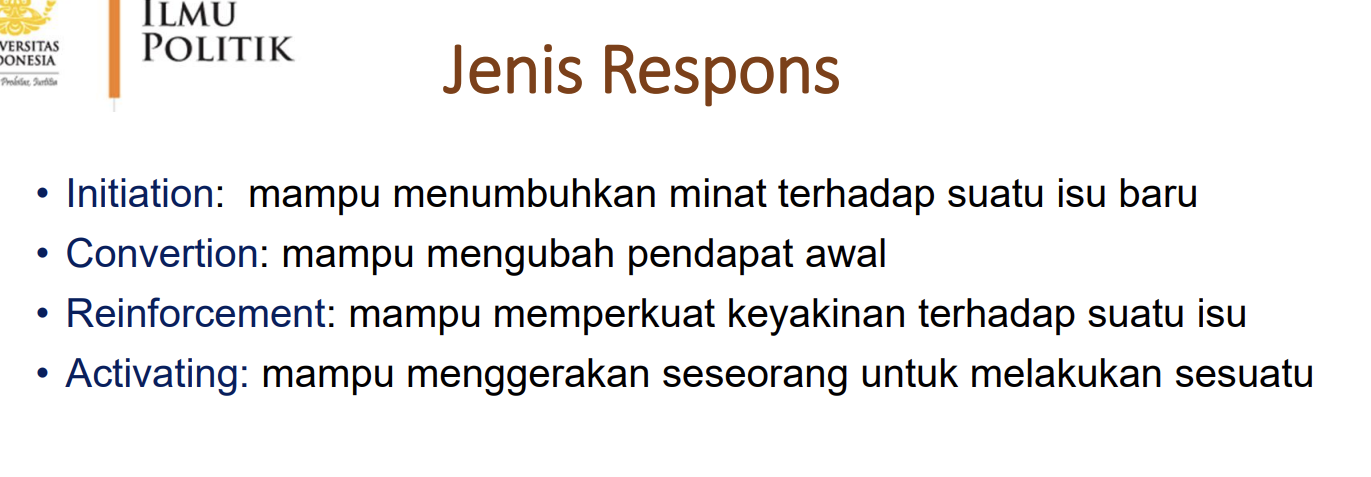 ILMU
POLITIK
VERSITAS
DONESIA
Probitas, Justitia
Jenis Respons
• Initiation: mampu menumbuhkan minat terhadap suatu isu baru
• Convertion: mampu mengubah pendapat awal
• Reinforcement: mampu memperkuat keyakinan terhadap suatu isu
• Activating: mampu menggerakan seseorang untuk melakukan sesuatu